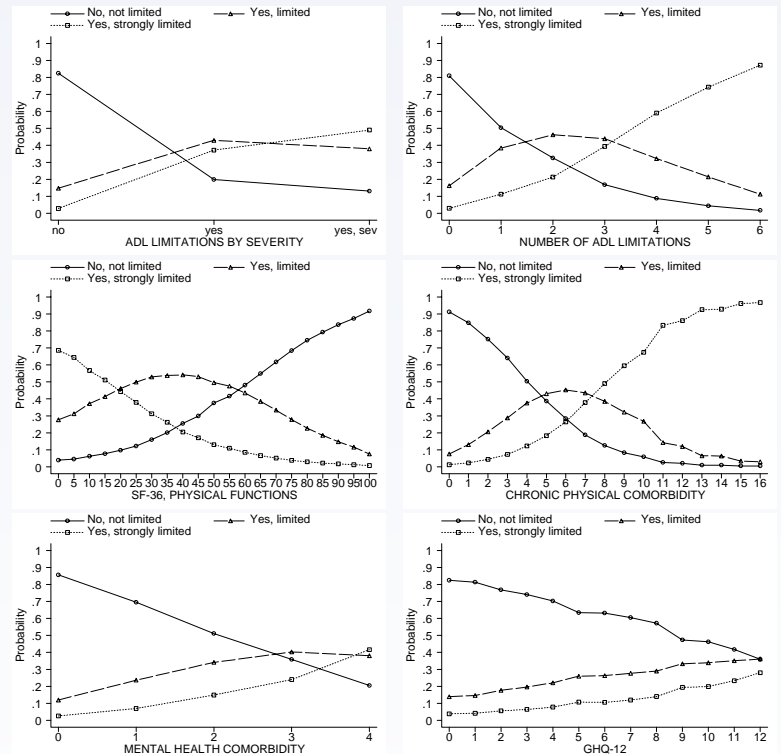 No, not limited Yes, limited
Yes, strongly limited
1
.9
.8
.7
.6
.5
.4
.3
.2
.1
0
Probability
no yes yes, sev
ADL LIMITATIONS BY SEVERITY
No, not limited Yes, limited
Yes, strongly limited
1
.9
.8
.7
.6
.5
.4
.3
.2
.1
0
Probability
0 1 2 3 4 5 6
NUMBER OF ADL LIMITATIONS
No, not limited Yes, limited
Yes, strongly limited
1
.9
.8
.7
.6
.5
.4
.3
.2
.1
0
Probability
0 5 10 15 20 25 30 35 40 45 50 55 60 65 70 75 80 85 90 95 100
SF-36, PHYSICAL FUNCTIONS
No, not limited Yes, limited
Yes, strongly limited
1
.9
.8
.7
.6
.5
.4
.3
.2
.1
0
Probability
0 1 2 3 4 5 6 7 8 9 10 11 12 13 14 15 16
CHRONIC PHYSICAL COMORBIDITY
No, not limited Yes, limited
Yes, strongly limited
1
.9
.8
.7
.6
.5
.4
.3
.2
.1
0
Probability
0 1 2 3 4
MENTAL HEALTH COMORBIDITY
No, not limited Yes, limited
Yes, strongly limited
1
.9
.8
.7
.6
.5
.4
.3
.2
.1
0
Probability
0 1 2 3 4 5 6 7 8 9 10 11 12
GHQ-12